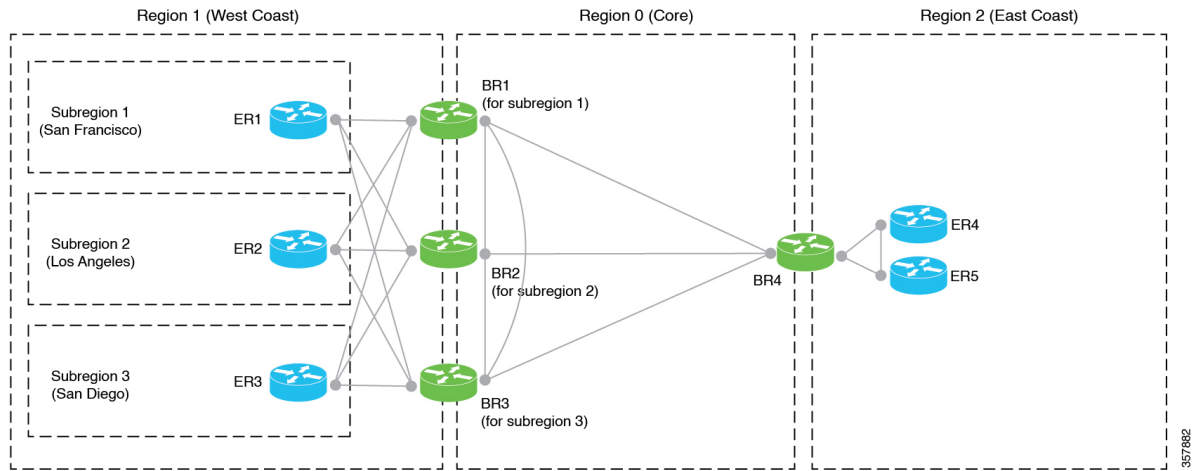 Region 1 (West Coast)
Region 0 (Core)
Region 2 (East Coast)
Subregion 1
(San Francisco)
ER1
BR1
(for subregion 1)
Subregion 2
(Los Angeles)
ER2
BR2
(for subregion 2)
BR4
ER4
ER5
Subregion 3
(San Diego)
ER3
BR3
(for subregion 3)
357882